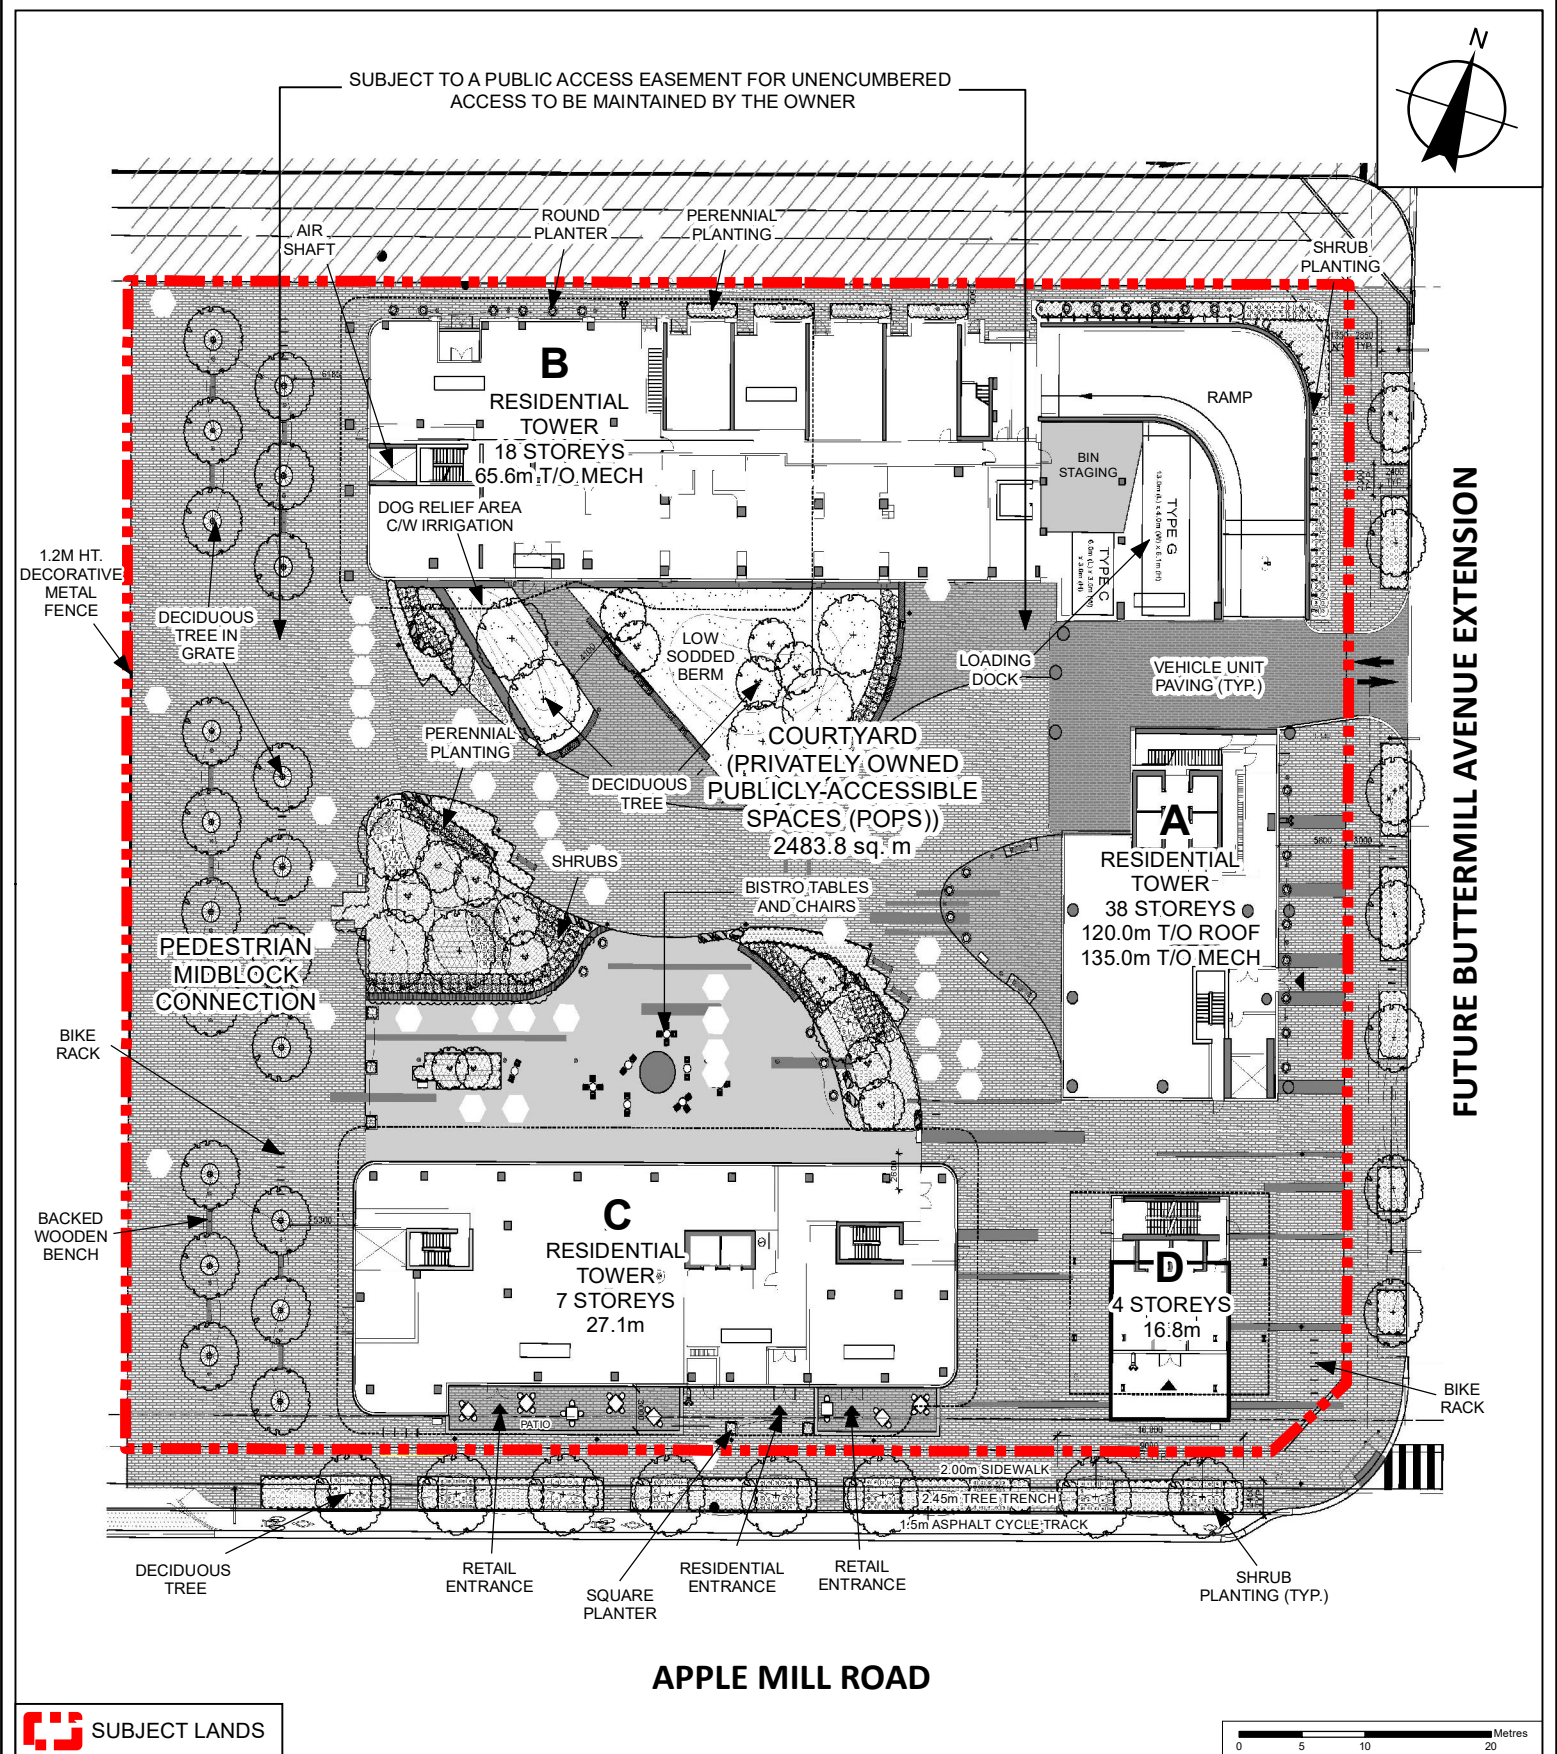 N
SUBJECT TO A PUBLIC ACCESS EASEMENT FOR UNENCUMBERED
ACCESS TO BE MAINTAINED BY THE OWNER
AIR
SHAFT
ROUND
PLANTER
PERENNIAL
PLANTING
SHRUB
PLANTING
B
RESIDENTIAL
TOWER
18 STOREYS
65.6m T/O MECH
RAMP
BIN
STAGING
TYPE G
13.0m (L) x 4.0m (W) x 6.1m (H)
TYPE C
DOG RELIEF AREA
C/W IRRIGATION
1.2M HT.
DECORATIVE
METAL
FENCE
DECIDUOUS
TREE IN
GRATE
LOW
SODDED
BERM
LOADING
DOCK
VEHICLE UNIT
PAVING (TYP.)
FUTURE BUTTERMILL AVENUE EXTENSION
PERENNIAL
PLANTING
DECIDUOUS
TREE
COURTYARD
(PRIVATELY OWNED
PUBLICLY-ACCESSIBLE
SPACES (POPS))
2483.8 sq. m
A
RESIDENTIAL
TOWER
38 STOREYS
120.0m T/O ROOF
135.0m T/O MECH
SHRUBS
BISTRO TABLES
AND CHAIRS
PEDESTRIAN
MIDBLOCK
CONNECTION
BIKE
RACK
BACKED
WOODEN
BENCH
C
RESIDENTIAL
TOWER
7 STOREYS
27.1m
D
4 STOREYS
16.8m
BIKE
RACK
PATIO
2.00m SIDEWALK
2.45m TREE TRENCH
1.5m ASPHALT CYCLE TRACK
DECIDUOUS
TREE
RETAIL
ENTRANCE
SQUARE
PLANTER
RESIDENTIAL
ENTRANCE
RETAIL
ENTRANCE
SHRUB
PLANTING (TYP.)
APPLE MILL ROAD
SUBJECT LANDS
Metres
0 5 10 20